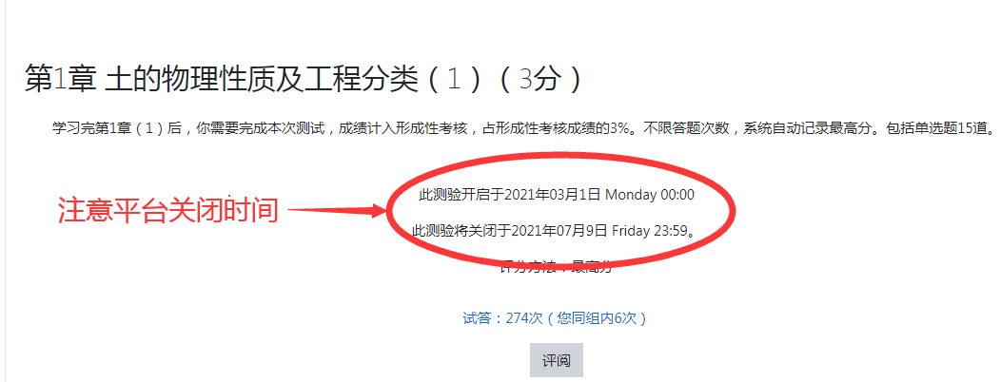 第1章 土的物理性质及工程分类（1）（3分）
学习完第1章（1）后，你需要完成本次测试，成绩计入形成性考核，占形成性考核成绩的3%。不限答题次数，系统自动记录最高分。包括单选题15道。
此测验开启于2021年03月1日 Monday 00:00
注意平台关闭时间
此测验将关闭于2021年07月9日 Friday 23:59。
评分方法：最高分
试答：274次（您同组内6次）
评阅